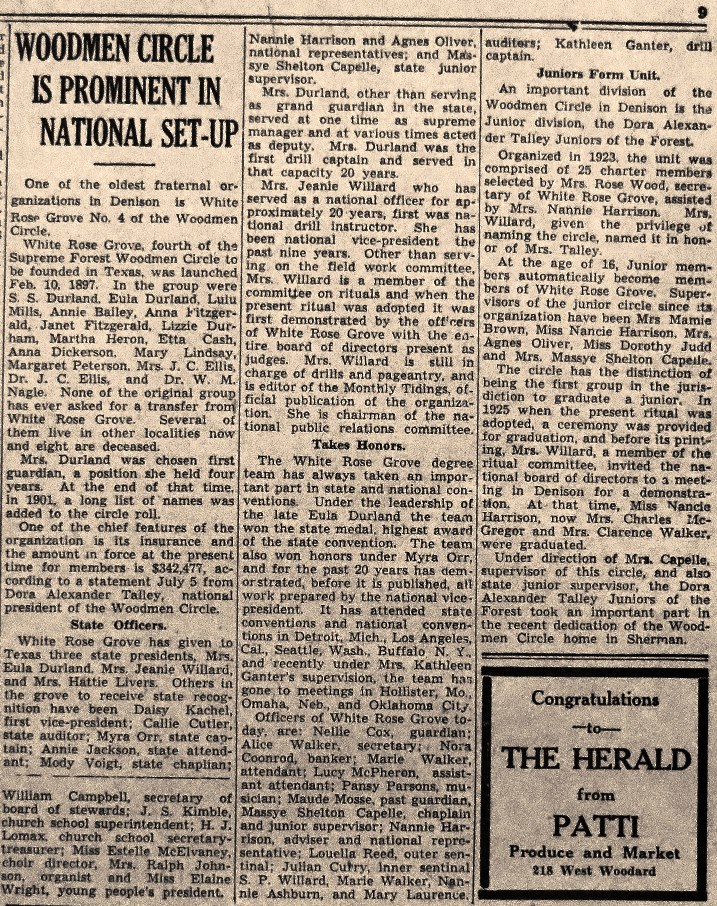 9
WOODMEN CIRCLE
IS PROMINENT IN
NATIONAL SET-UP
One of the oldest fraternal or-
ganizations in Denison is White
Rose Grove No. 4 of the Woodmen
Circle.
White Rose Grove, fourth of the
Supreme Forest Woodmen Circle to
be founded in Texas, was launched
Feb. 10, 1897. In the group were
S. S. Durland, Eula Durland, Lulu
Mills, Annie Bailey, Anna Fitzger-
ald, Janet Fitzgerald, Lizzie Dur-
ham, Martha Heron, Etta Cash,
Anna Dickerson, Mary Lindsay,
Margaret Peterson, Mrs. J. C. Ellis,
Dr. J. C. Ellis, and Dr. W. M.
Nagle. None of the original group
has ever asked for a transfer from
White Rose Grove. Several of
them live in other localities now
and eight are deceased.
Mrs. Durland was chosen first
guardian, a position she held four
years. At the end of that time,
in 1901, a long list of names was
added to the circle roll.
One of the chief features of the
organization is its insurance and
the amount in force at the present
time for members is $342,477, ac-
cording to a statement July 5 from
Dora Alexander Talley, national
president of the Woodmen Circle.
State Officers.
White Rose Grove has given to
Texas three state presidents, Mrs.
Eula Durland, Mrs. Jeanie Willard,
and Mrs. Hattie Livers. Others in
the grove to receive state recog-
nition have been Daisy Kachel,
first vice-president; Callie Cutler,
state auditor; Myra Orr, state cap-
tain; Annie Jackson, state attend-
ant; Mody Voigt, state chaplian;
William Campbell, secretary of
board of stewards; J. S. Kimble,
church school superintendent; H. J.
Lomax, church school secretary-
treasurer; Miss Estelle McElvaney,
choir director, Mrs. Ralph John-
son, organist and Miss Elaine
Wright, young people's president.
Nannie Harrison and Agnes Oliver,
national representatives; and Mas-
sye Shelton Capelle, state junior
supervisor.
Mrs. Durland, other than serving
as grand guardian in the state,
served at one time as supreme
manager and at various times acted
as deputy. Mrs. Durland was the
first drill captain and served in
that capacity 20 years.
Mrs. Jeanie Willard who has
served as a national officer for ap-
proximately 20 years, first was na-
tional drill instructor. She has
been national vice-president the
past nine years. Other than serv-
ing on the field work committee,
Mrs. Willard is a member of the
committee on rituals and when the
present ritual was adopted it was
first demonstrated by the officers
of White Rose Grove with the en-
tire board of directors present as
judges. Mrs. Willard is still in
charge of drills and pageantry, and
is editor of the Monthly Tidings, of-
ficial publication of the organiza-
tion. She is chairman of the na-
tional public relations committee.
Takes Honors.
The White Rose Grove degree
team has always taken an impor-
tant part in state and national con-
ventions. Under the leadership of
the late Eula Durland the team
won the state medal, highest award
of the state convention. The team
also won honors under Myra Orr,
and for the past 20 years has dem-
onstrated, before it is published, all
work prepared by the national vice-
president. It has attended state
conventions and national conven-
tions in Detroit, Mich., Los Angeles,
Cal., Seattle, Wash., Buffalo N. Y.,
and recently under Mrs. Kathleen
Ganter's supervision, the team has
gone to meetings in Hollister, Mo.,
Omaha, Neb., and Oklahoma City.
Officers of White Rose Grove to-
day, are: Nellie Cox, guardian;
Alice Walker, secretary; Nora
Coonrod, banker; Marie Walker,
attendant; Lucy McPheron, assist-
ant attendant; Pansy Parsons, mu-
sician; Maude Mosse, past guardian,
Massye Shelton Capelle, chaplain
and junior supervisor; Nannie Har-
rison, adviser and national repre-
sentative; Louella Reed, outer sen-
tinal; Julian Cutry, inner sentinal
S. P. Willard, Marie Walker, Nan-
nie Ashburn, and Mary Laurence,
auditors; Kathleen Ganter, drill
captain.
Juniors Form Unit.
An important division of the
Woodmen Circle in Denison is the
Junior division, the Dora Alexan-
der Talley Juniors of the Forest.
Organized in 1923, the unit was
comprised of 25 charter members
selected by Mrs. Rose Wood, secre-
tary of White Rose Grove, assisted
by Mrs. Nannie Harrison. Mrs.
Willard, given the privilege of
naming the circle, named it in hon-
or of Mrs. Talley.
At the age of 16, Junior mem-
bers automatically become mem-
bers of White Rose Grove. Super-
visors of the junior circle since its
organization have been Mrs Mamie
Brown, Miss Nancie Harrison, Mrs.
Agnes Oliver, Miss Dorothy Judd
and Mrs. Massye Shelton Capelle.
The circle has the distinction of
being the first group in the juris-
diction to graduate a junior. In
1925 when the present ritual was
adopted, a ceremony was provided
for graduation, and before its print-
ing, Mrs. Willard, a member of the
ritual committee, invited the na-
tional board of directors to a meet-
ing in Denison for a demonstra-
tion. At that time, Miss Nancie
Harrison, now Mrs. Charles Mc-
Gregor and Mrs. Clarence Walker,
were graduated.
Under direction of Mrs. Capelle,
supervisor of this circle, and also
state junior supervisor, the Dora
Alexander Talley Juniors of the
Forest took an important part in
the recent dedication of the Wood-
men Circle home in Sherman.
Congratulations
—to—
THE HERALD
from
PATTI
Produce and Market
218 West Woodard